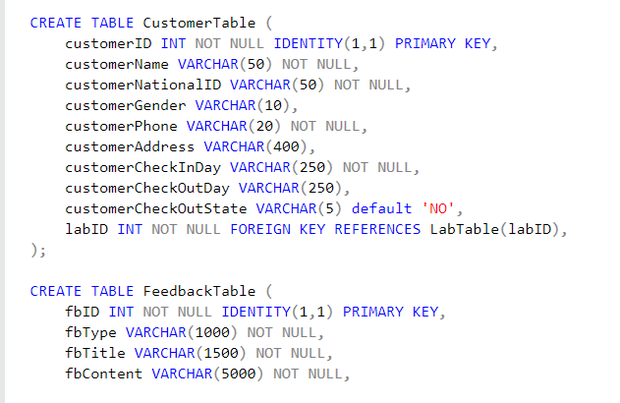 CREATE TABLE CustomerTable (
customerID INT NOT NULL IDENTITY(1,1) PRIMARY KEY,
customerName VARCHAR(50) NOT NULL,
customerNationalID VARCHAR(50) NOT NULL,
customerGender VARCHAR(10),
customerPhone VARCHAR(20) NOT NULL,
customerAddress VARCHAR(400),
customerCheckInDay VARCHAR(250) NOT NULL,
customerCheckOutDay VARCHAR(250),
customerCheckOutState VARCHAR(5) default 'NO',
labID INT NOT NULL FOREIGN KEY REFERENCES LabTable(labID),
);
CREATE TABLE FeedbackTable (
fbID INT NOT NULL IDENTITY(1,1) PRIMARY KEY,
fbType VARCHAR(1000) NOT NULL,
fbTitle VARCHAR(1500) NOT NULL,
fbContent VARCHAR(5000) NOT NULL,